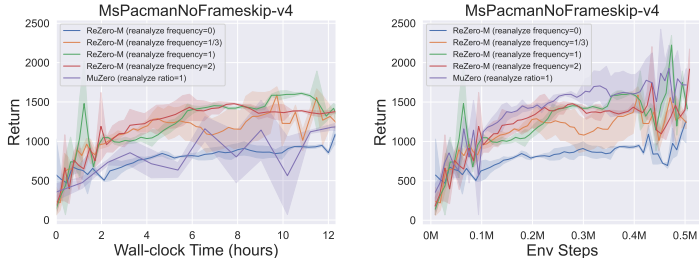 MsPacmanNoFrameskip-v4
2500
2000
1500
1000
500
0
Return
ReZero-M (reanalyze frequency=0)
ReZero-M (reanalyze frequency=1/3)
ReZero-M (reanalyze frequency=1)
ReZero-M (reanalyze frequency=2)
MuZero (reanalyze ratio=1)
0 2 4 6 8 10 12
Wall-clock Time (hours)
MsPacmanNoFrameskip-v4
2500
2000
1500
1000
500
0
Return
ReZero-M (reanalyze frequency=0)
ReZero-M (reanalyze frequency=1/3)
ReZero-M (reanalyze frequency=1)
ReZero-M (reanalyze frequency=2)
MuZero (reanalyze ratio=1)
0M 0.1M 0.2M 0.3M 0.4M 0.5M
Env Steps